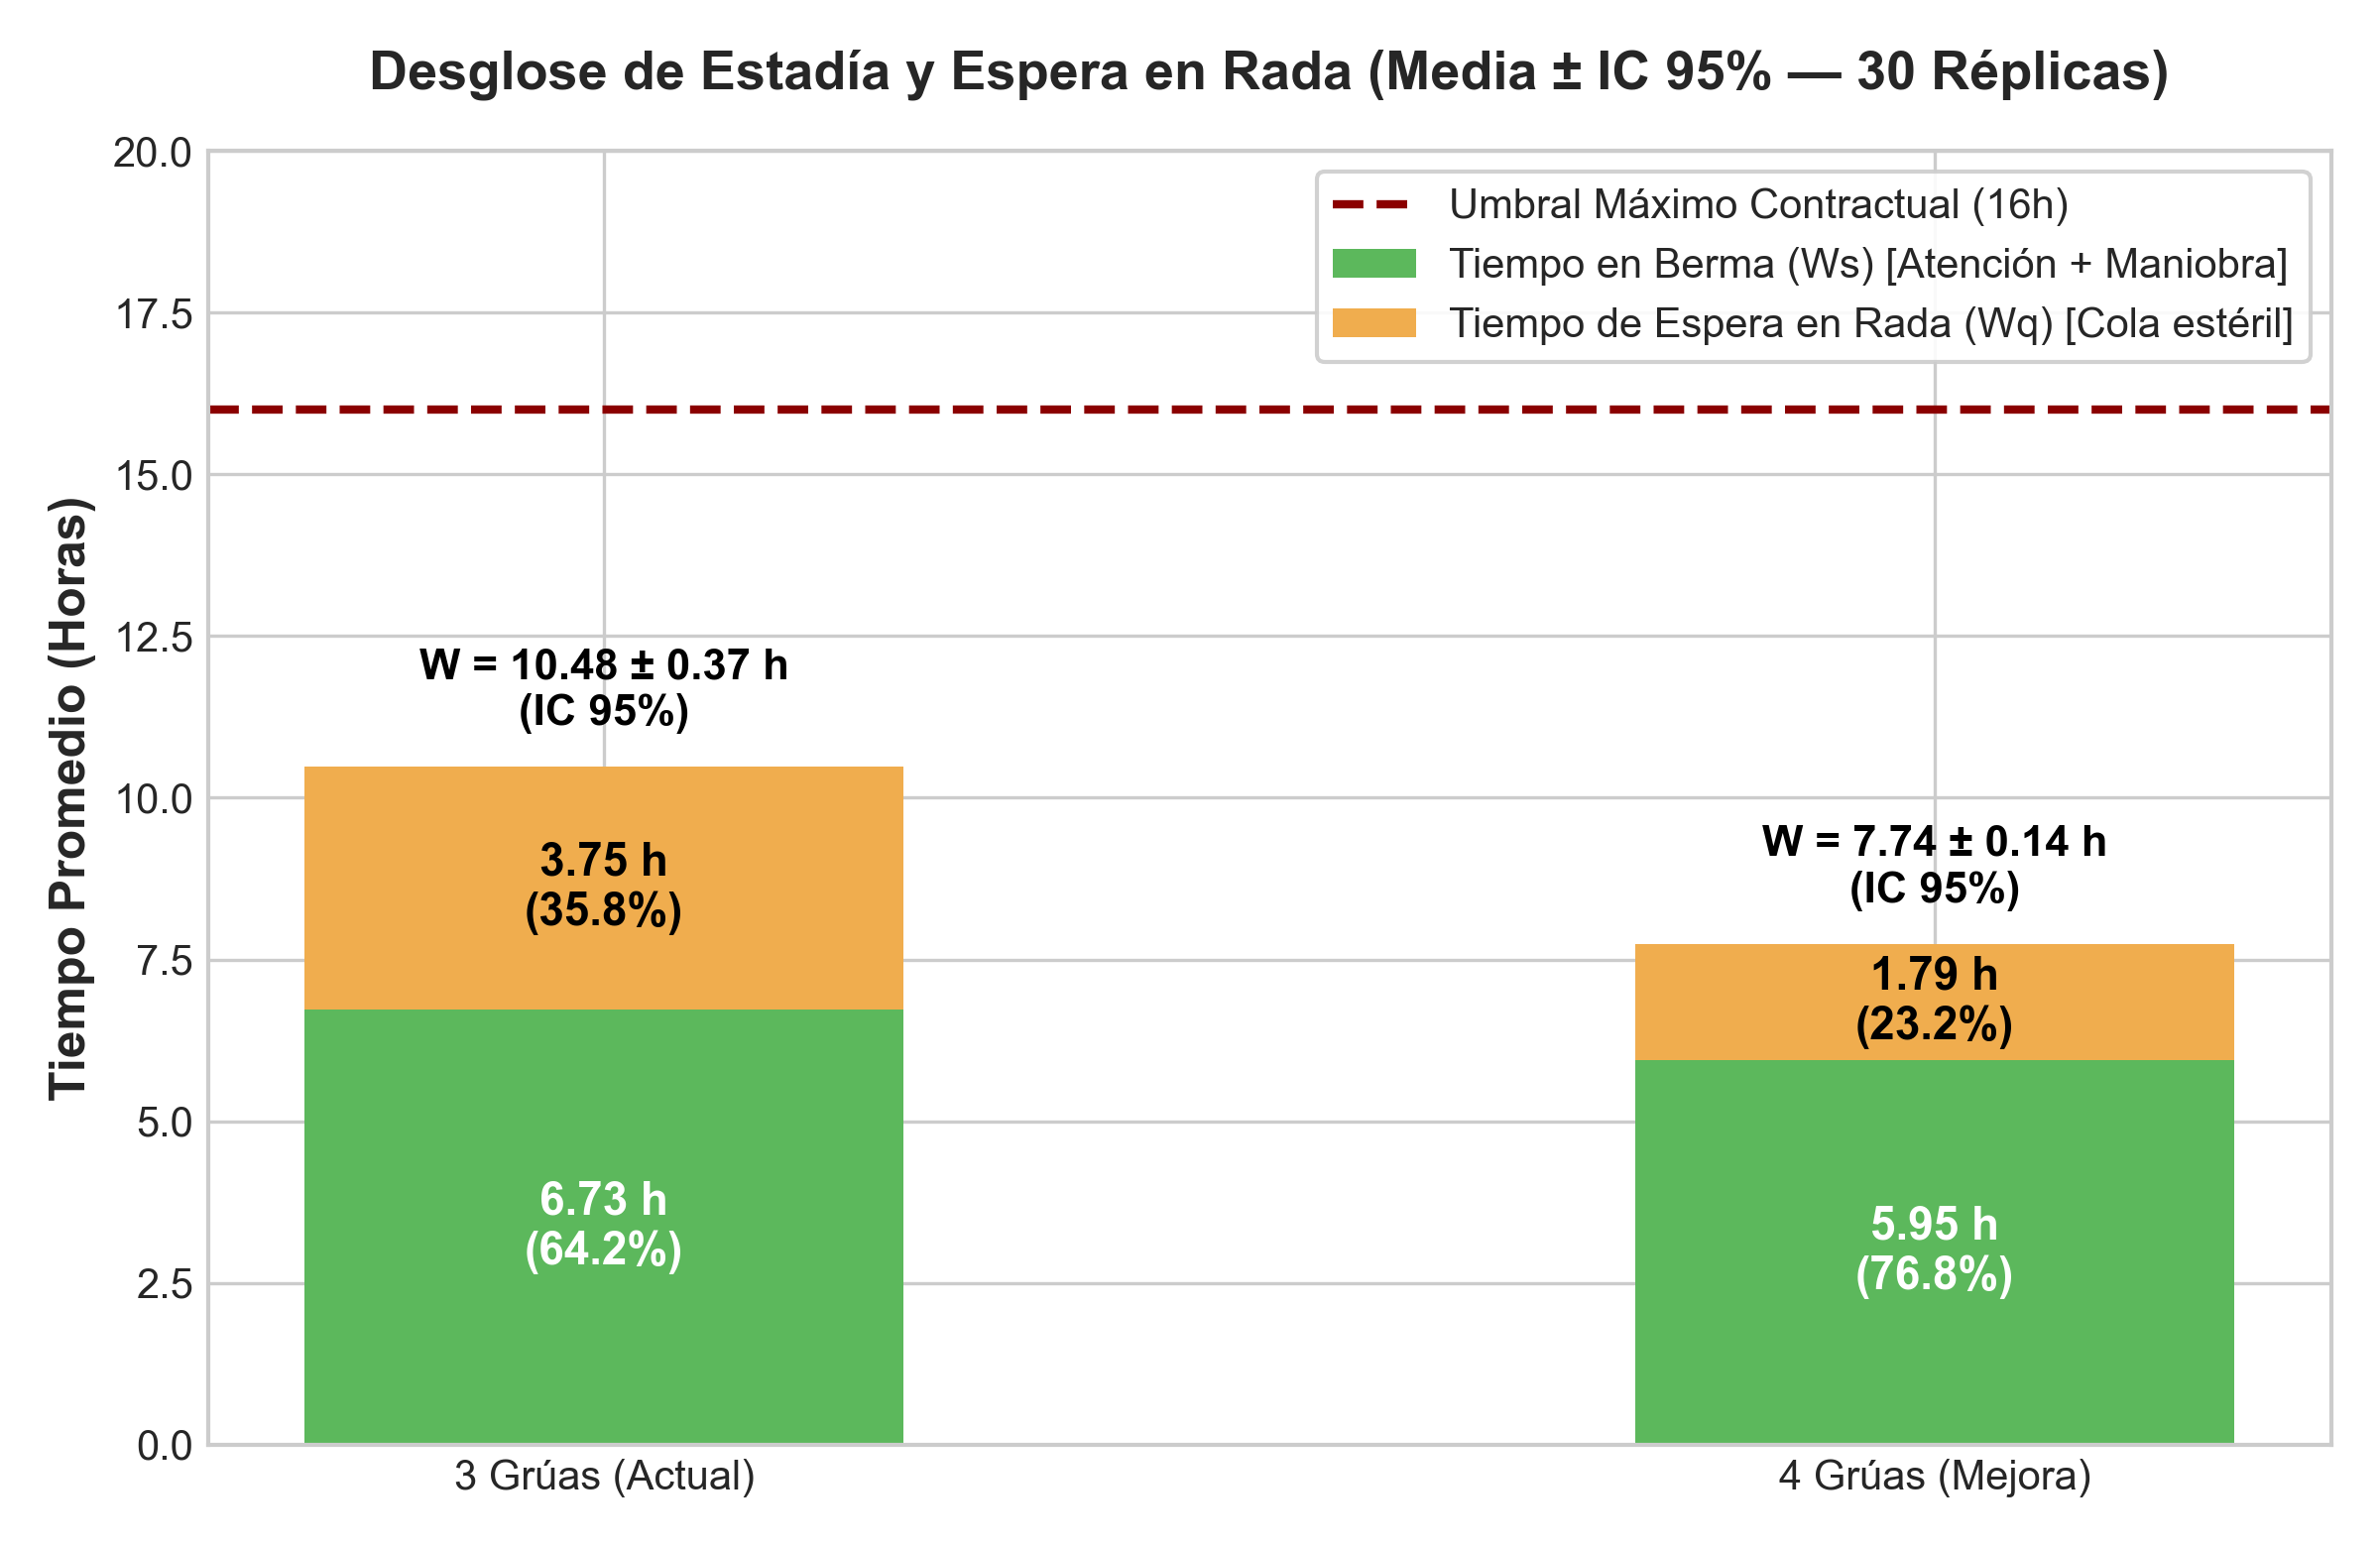 Desglose de Estadía y Espera en Rada (Media ± IC 95% — 30 Réplicas)
Tiempo Promedio (Horas)
20.0
17.5
15.0
12.5
10.0
7.5
5.0
2.5
0.0
Umbral Máximo Contractual (16h)
Tiempo en Berma (Ws) [Atención + Maniobra]
Tiempo de Espera en Rada (Wq) [Cola estéril]
W = 10.48 ± 0.37 h
(IC 95%)
3.75 h
(35.8%)
6.73 h
(64.2%)
W = 7.74 ± 0.14 h
(IC 95%)
1.79 h
(23.2%)
5.95 h
(76.8%)
3 Grúas (Actual)
4 Grúas (Mejora)